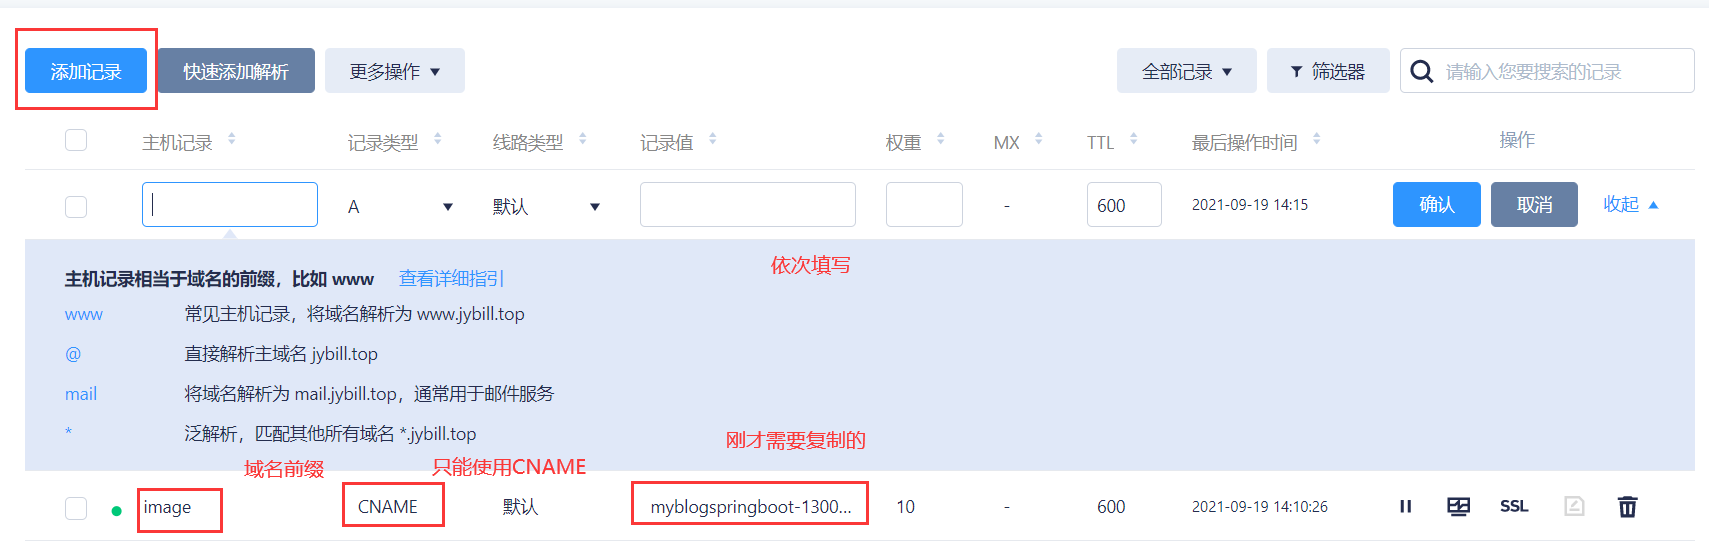 添加记录 快速添加解析 更多操作 全部记录 筛选器 请输入您要搜索的记录
主机记录 记录类型 线路类型 记录值 权重 MX TTL 最后操作时间 操作
A 默认 - 600 2021-09-19 14:15 确认 取消 收起
依次填写
主机记录相当于域名的前缀，比如 www 查看详细指引
www 常见主机记录，将域名解析为 www.jybill.top
@ 直接解析主域名 jybill.top
mail 将域名解析为 mail.jybill.top，通常用于邮件服务
* 泛解析，匹配其他所有域名 *.jybill.top
刚才需要复制的
域名前缀 只能使用CNAME
image CNAME 默认 myblogspringboot-1300... 10 - 600 2021-09-19 14:10:26 SSL